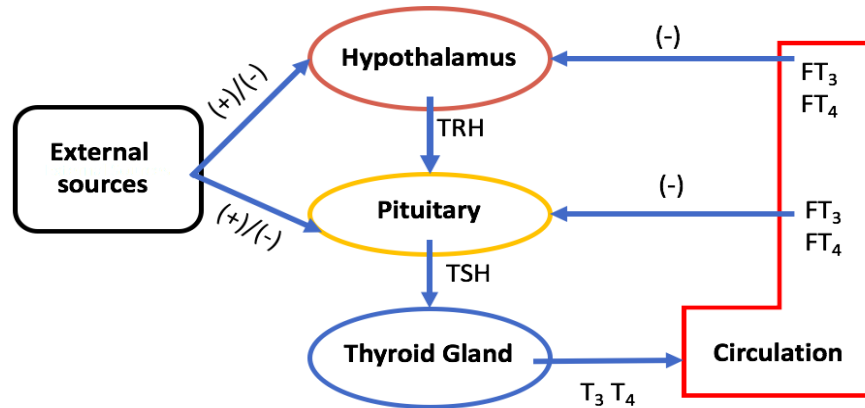 Hypothalamus
(-)
FT₃
FT₄
(+)/(-)
TRH
External
sources
Pituitary
(-)
FT₃
FT₄
(+)/(-)
TSH
Thyroid Gland
T₃ T₄
Circulation